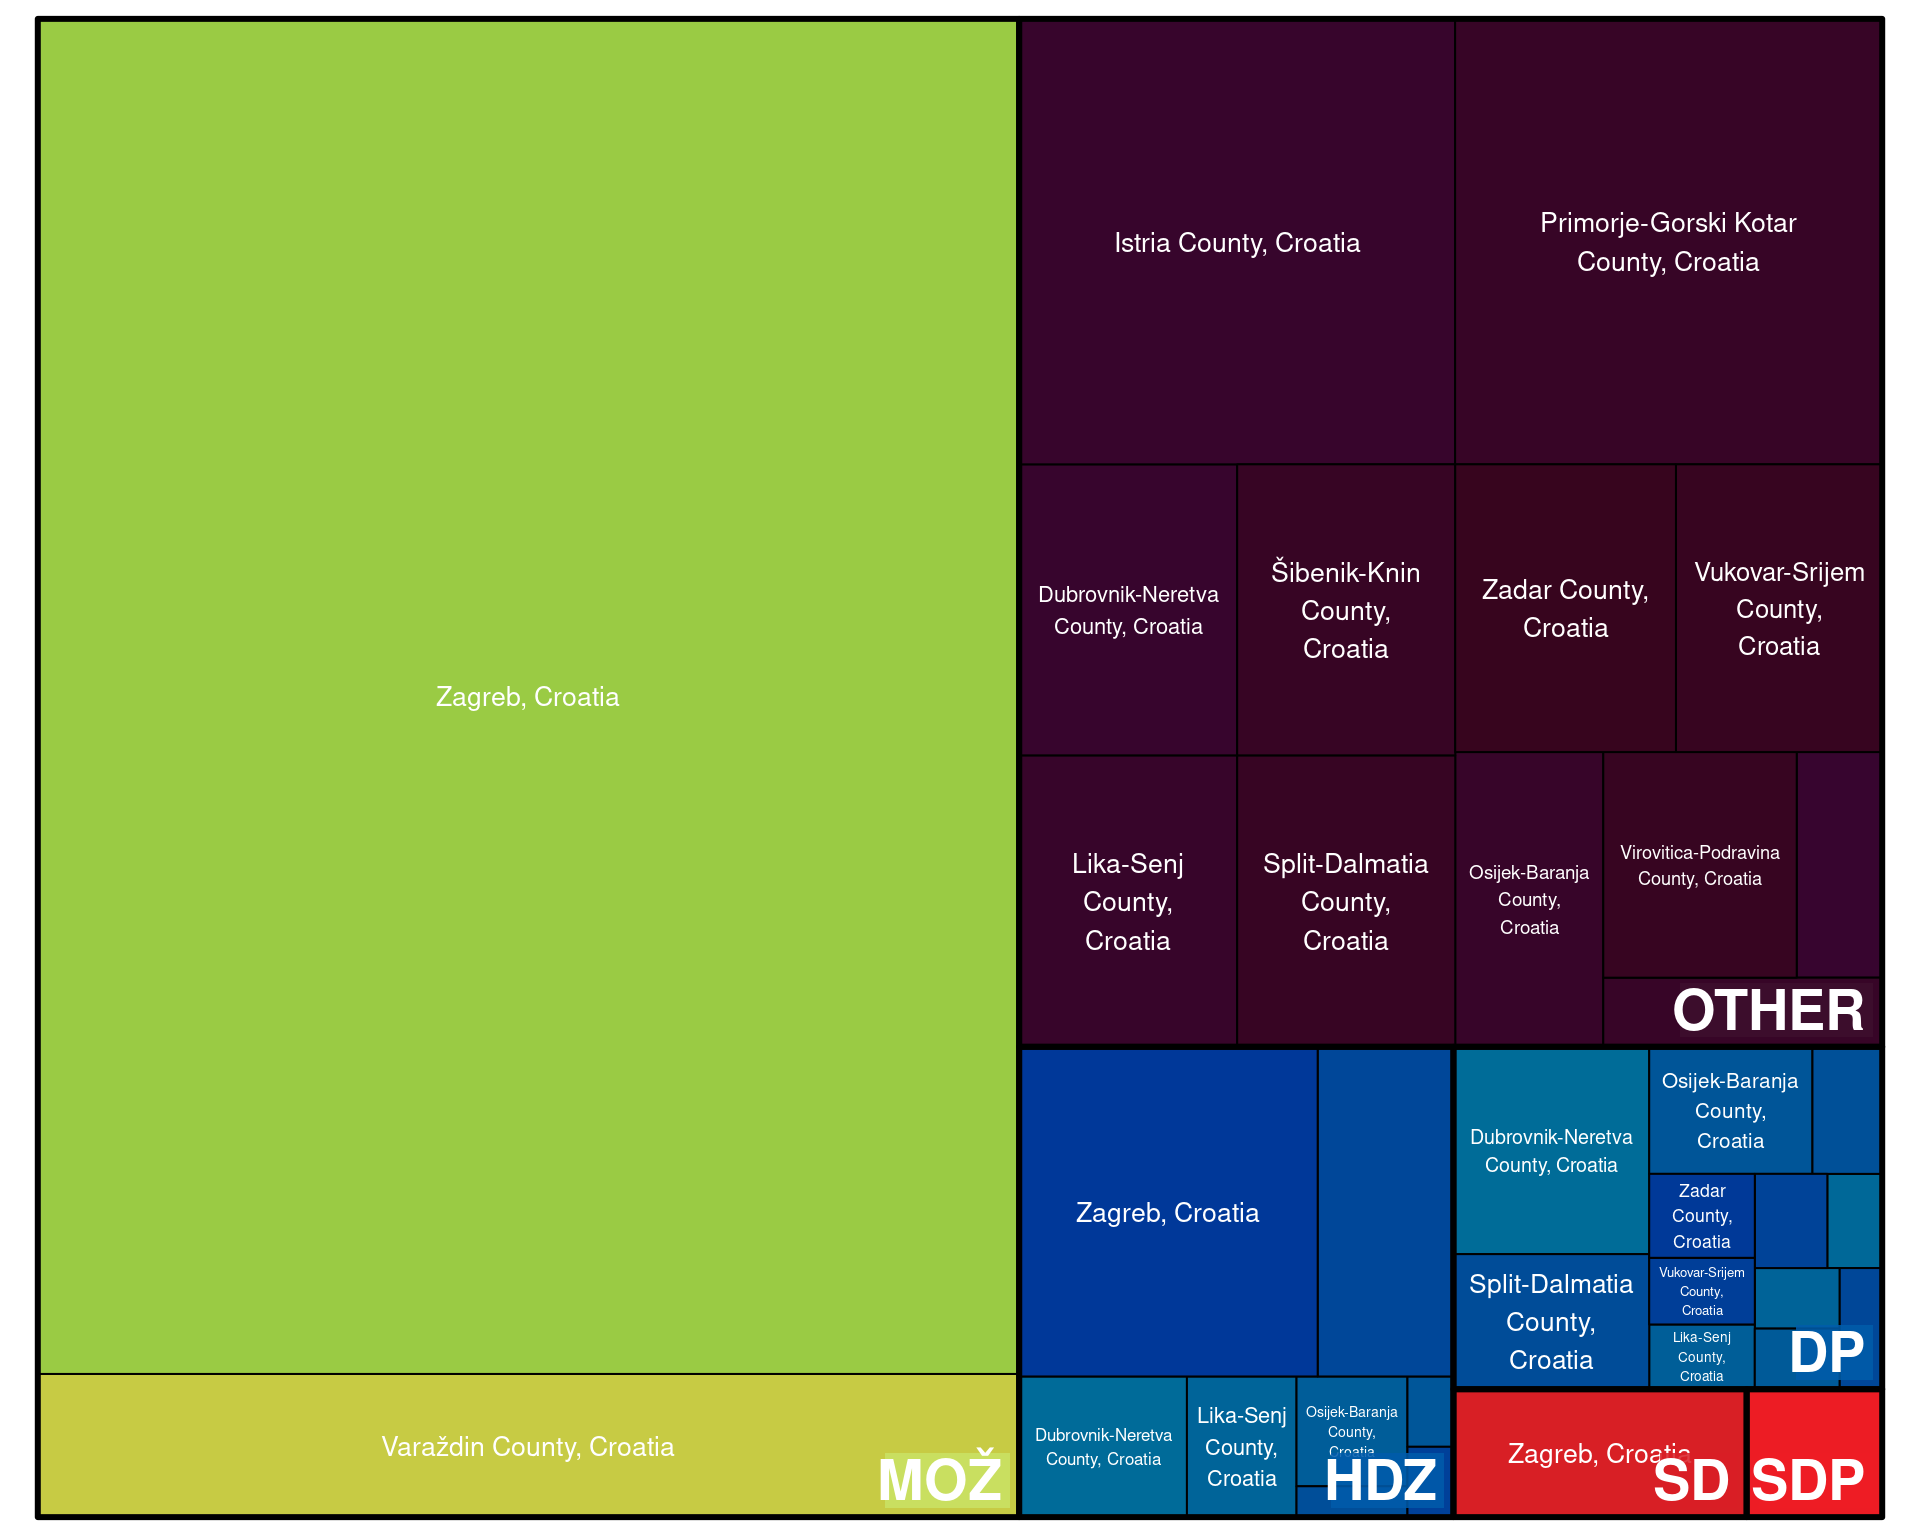 Zagreb, Croatia
Varaždin County, Croatia
MOŽ
Istria County, Croatia
Primorje-Gorski Kotar
County, Croatia
Dubrovnik-Neretva
County, Croatia
Šibenik-Knin
County,
Croatia
Zadar County,
Croatia
Vukovar-Srijem
County,
Croatia
Lika-Senj
County,
Croatia
Split-Dalmatia
County,
Croatia
Osijek-Baranja
County,
Croatia
Virovitica-Podravina
County, Croatia
OTHER
Zagreb, Croatia
Dubrovnik-Neretva
County, Croatia
Lika-Senj
County,
Croatia
Osijek-Baranja
County,
Croatia
HDZ
Dubrovnik-Neretva
County, Croatia
Split-Dalmatia
County,
Croatia
Osijek-Baranja
County,
Croatia
Zadar
County,
Croatia
Vukovar-Srijem
County,
Croatia
Lika-Senj
County,
Croatia
DP
Zagreb, Croatia
SD
SDP